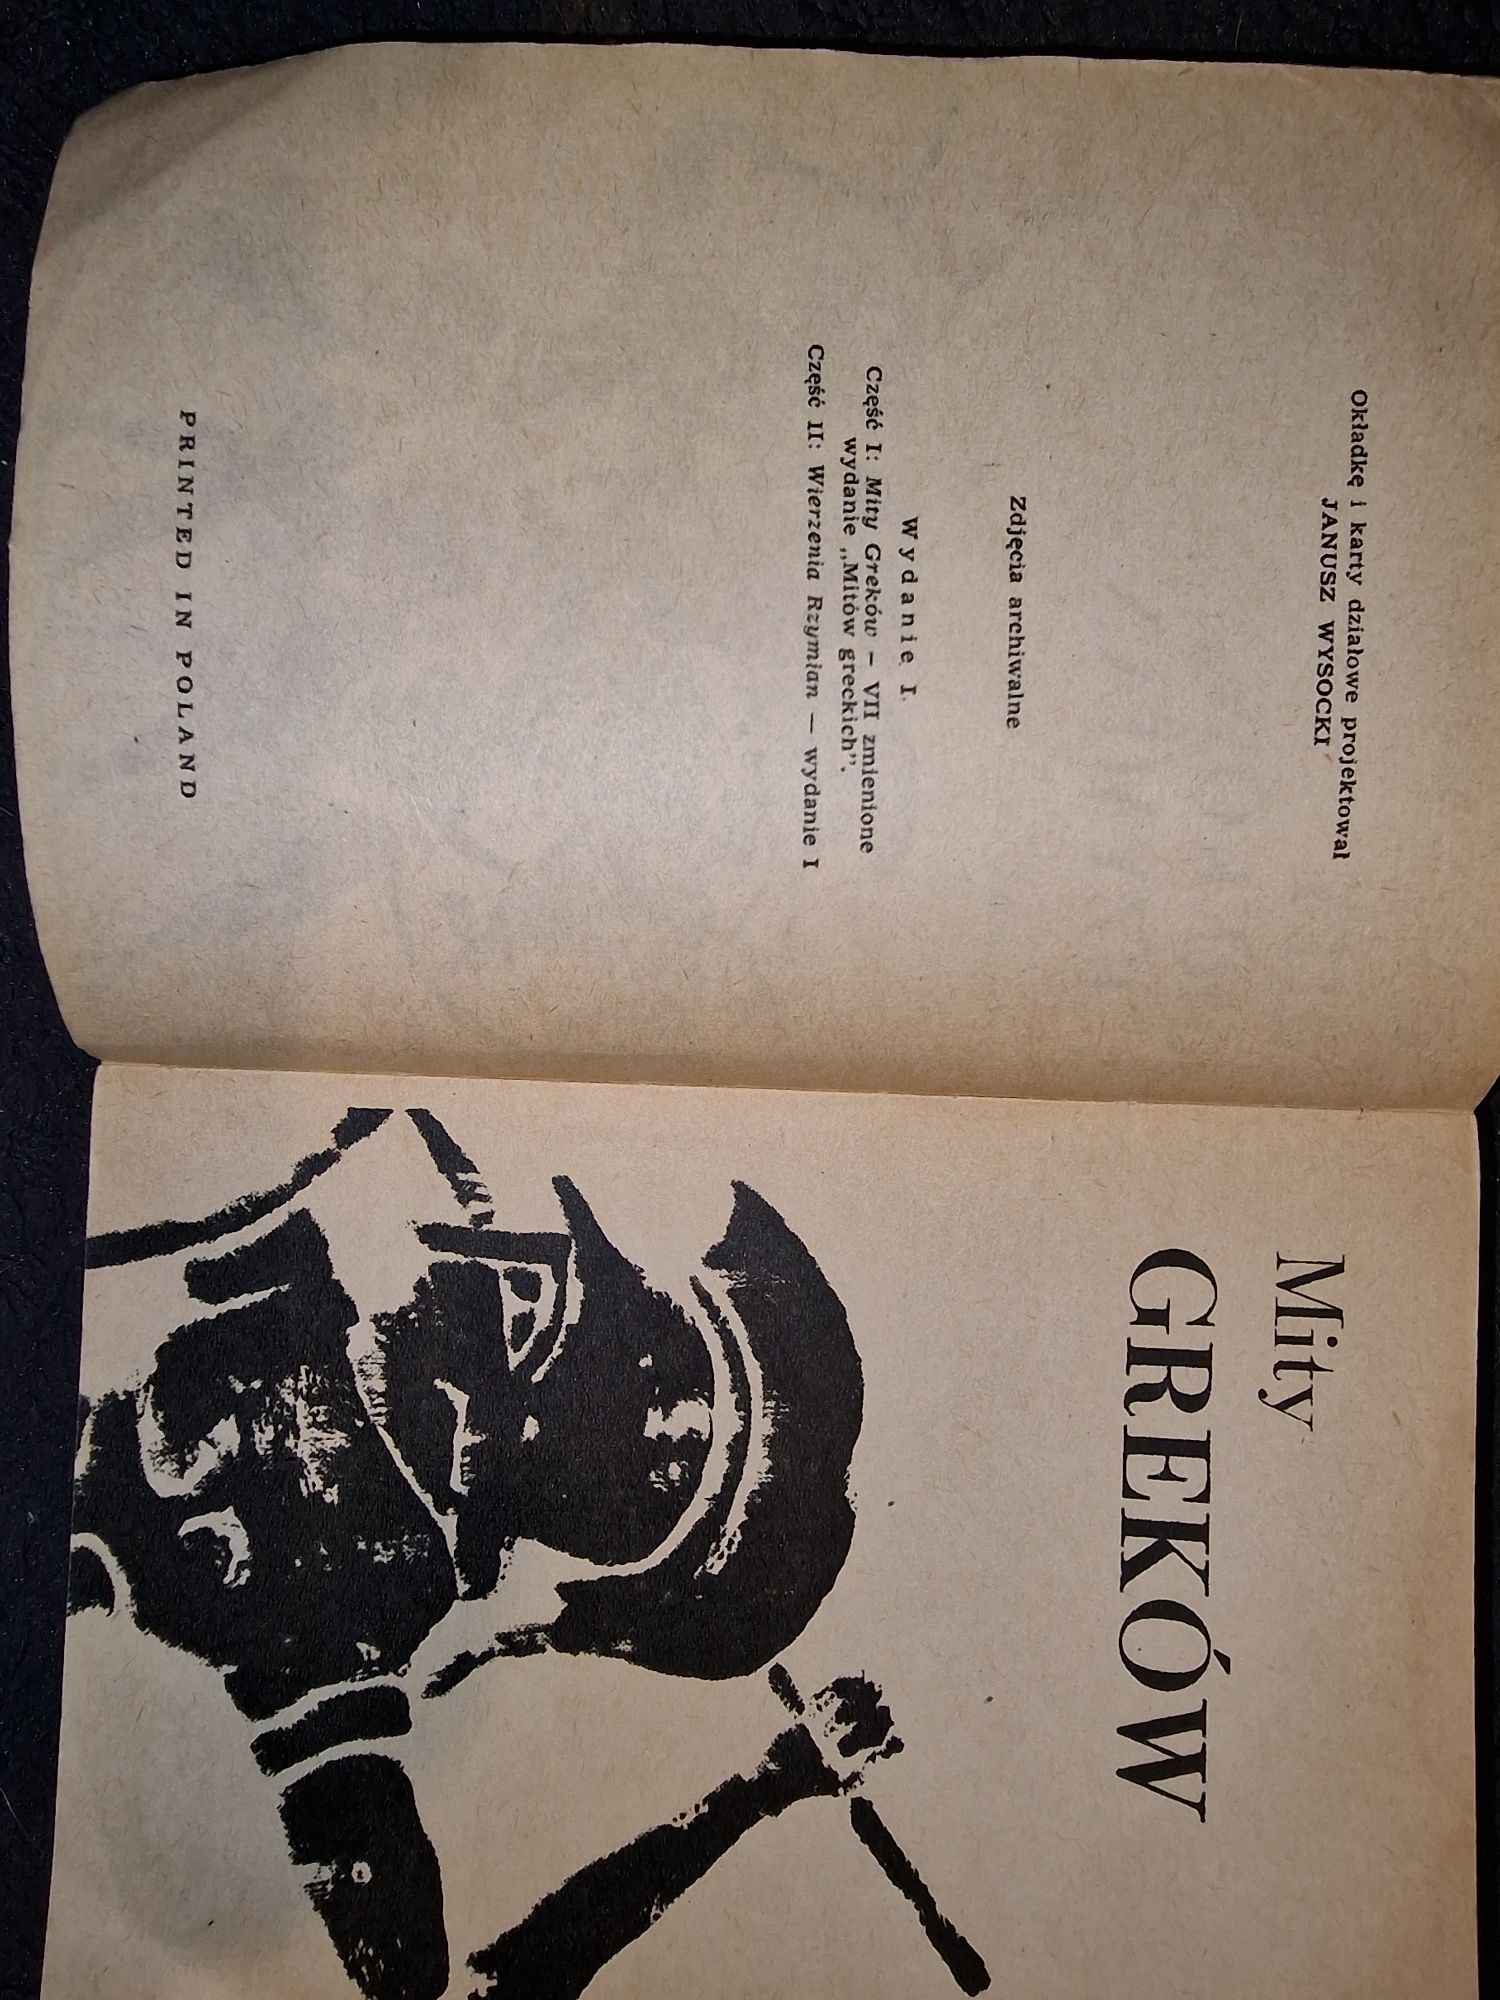 Okładkę i karty działowe projektował
JANUSZ WYSOCKI
Zdjęcia archiwalne
Wydanie I
Część I: Mity Greków — VII zmienione
wydanie „Mitów greckich”.
Część II: Wierzenia Rzymian — wydanie I
PRINTED IN POLAND
Mity
GREKÓW